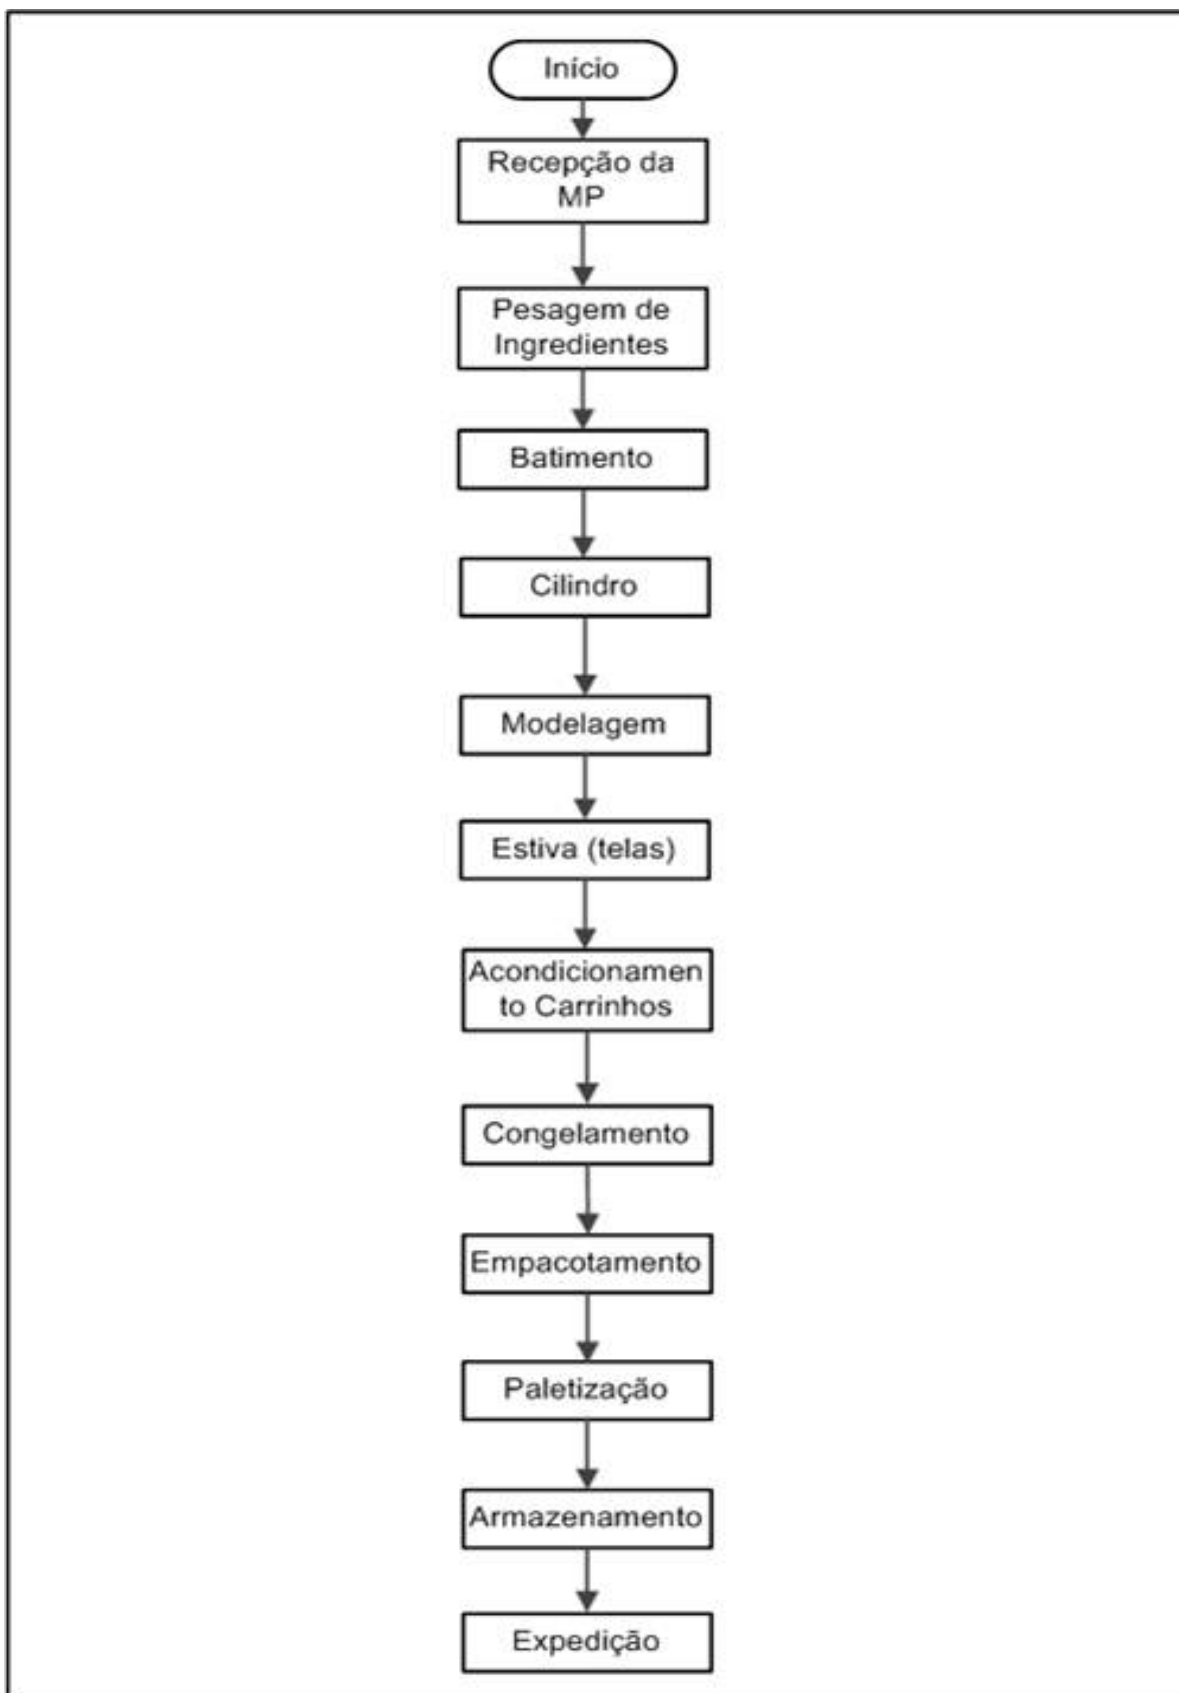 Início
Recepção da
MP
Pesagem de
Ingredientes
Batimento
Cilindro
Modelagem
Estiva (telas)
Acondicionamen
to Carrinhos
Congelamento
Empacotamento
Paletização
Armazenamento
Expedição